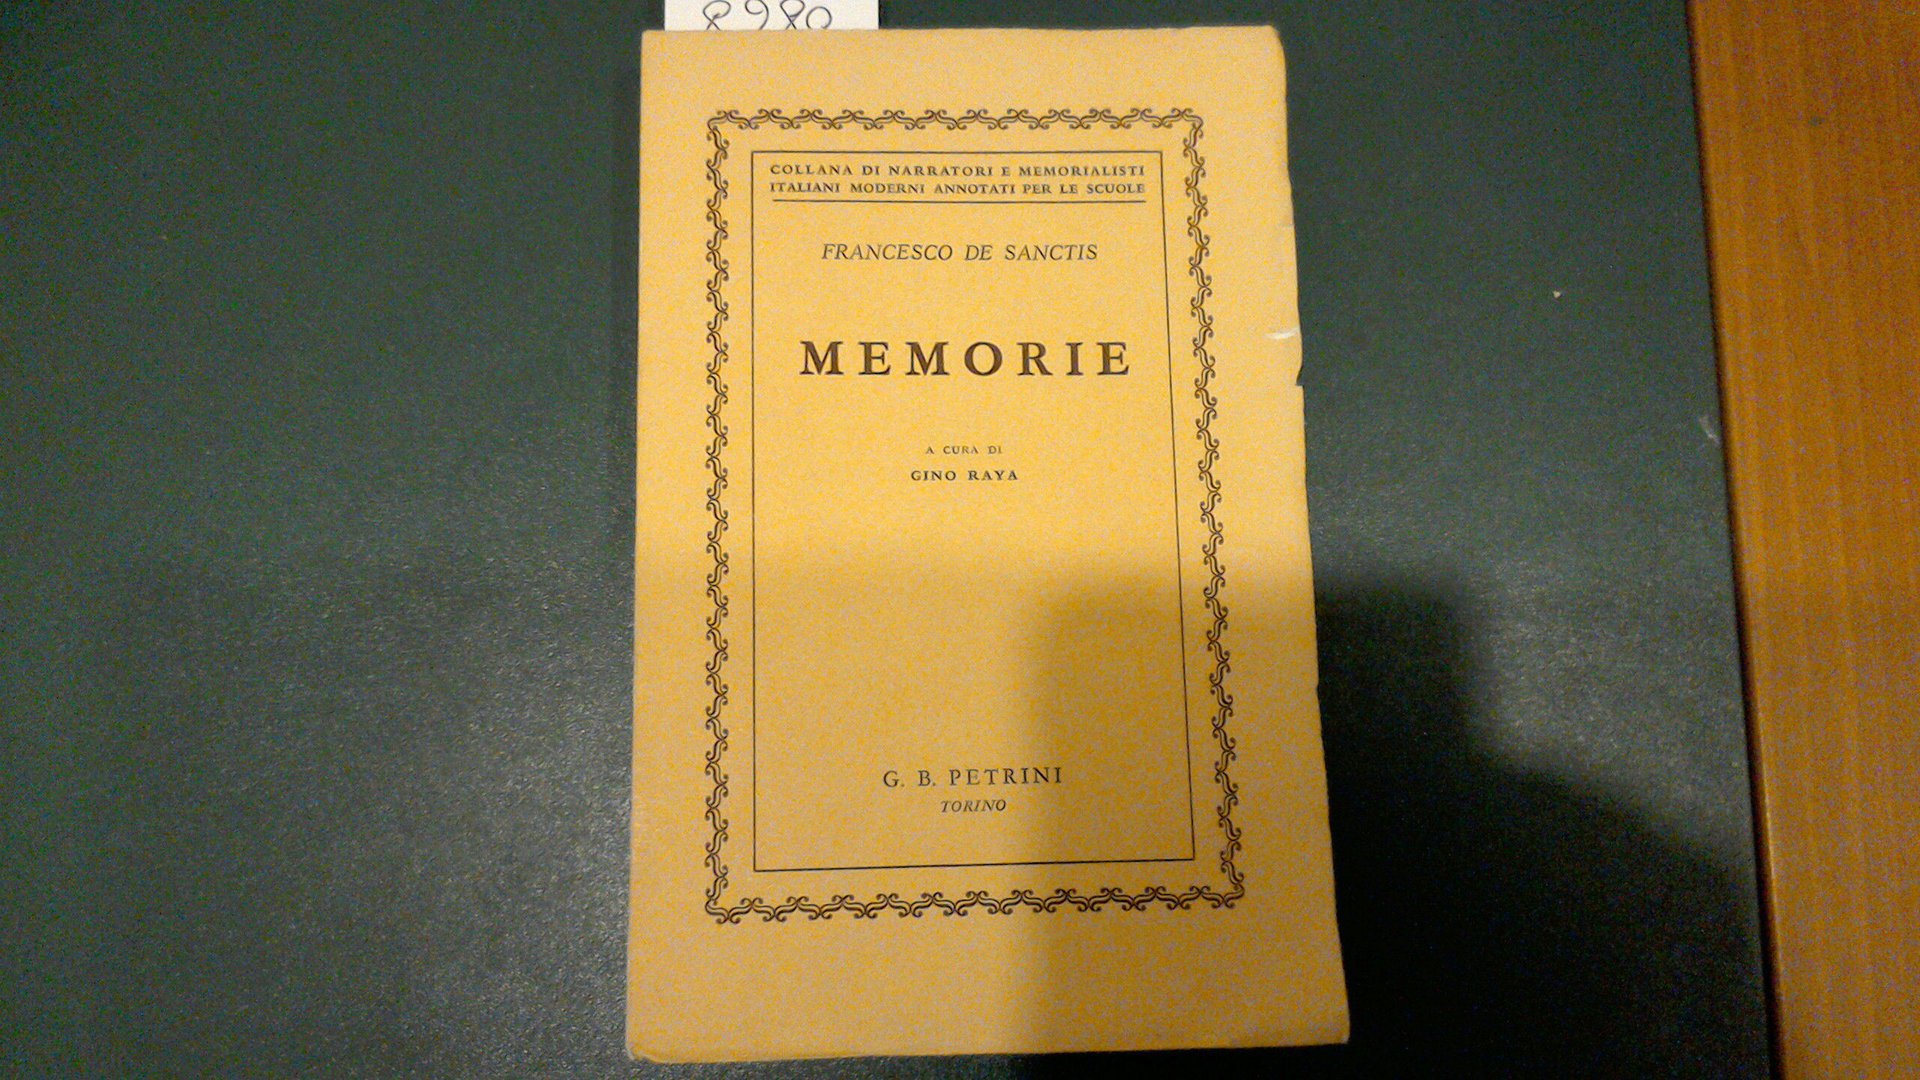 8980
COLLANA DI NARRATORI E MEMORIALISTI
ITALIANI MODERNI ANNOTATI PER LE SCUOLE
FRANCESCO DE SANCTIS
MEMORIE
A CURA DI
GINO RAYA
G. B. PETRINI
TORINO